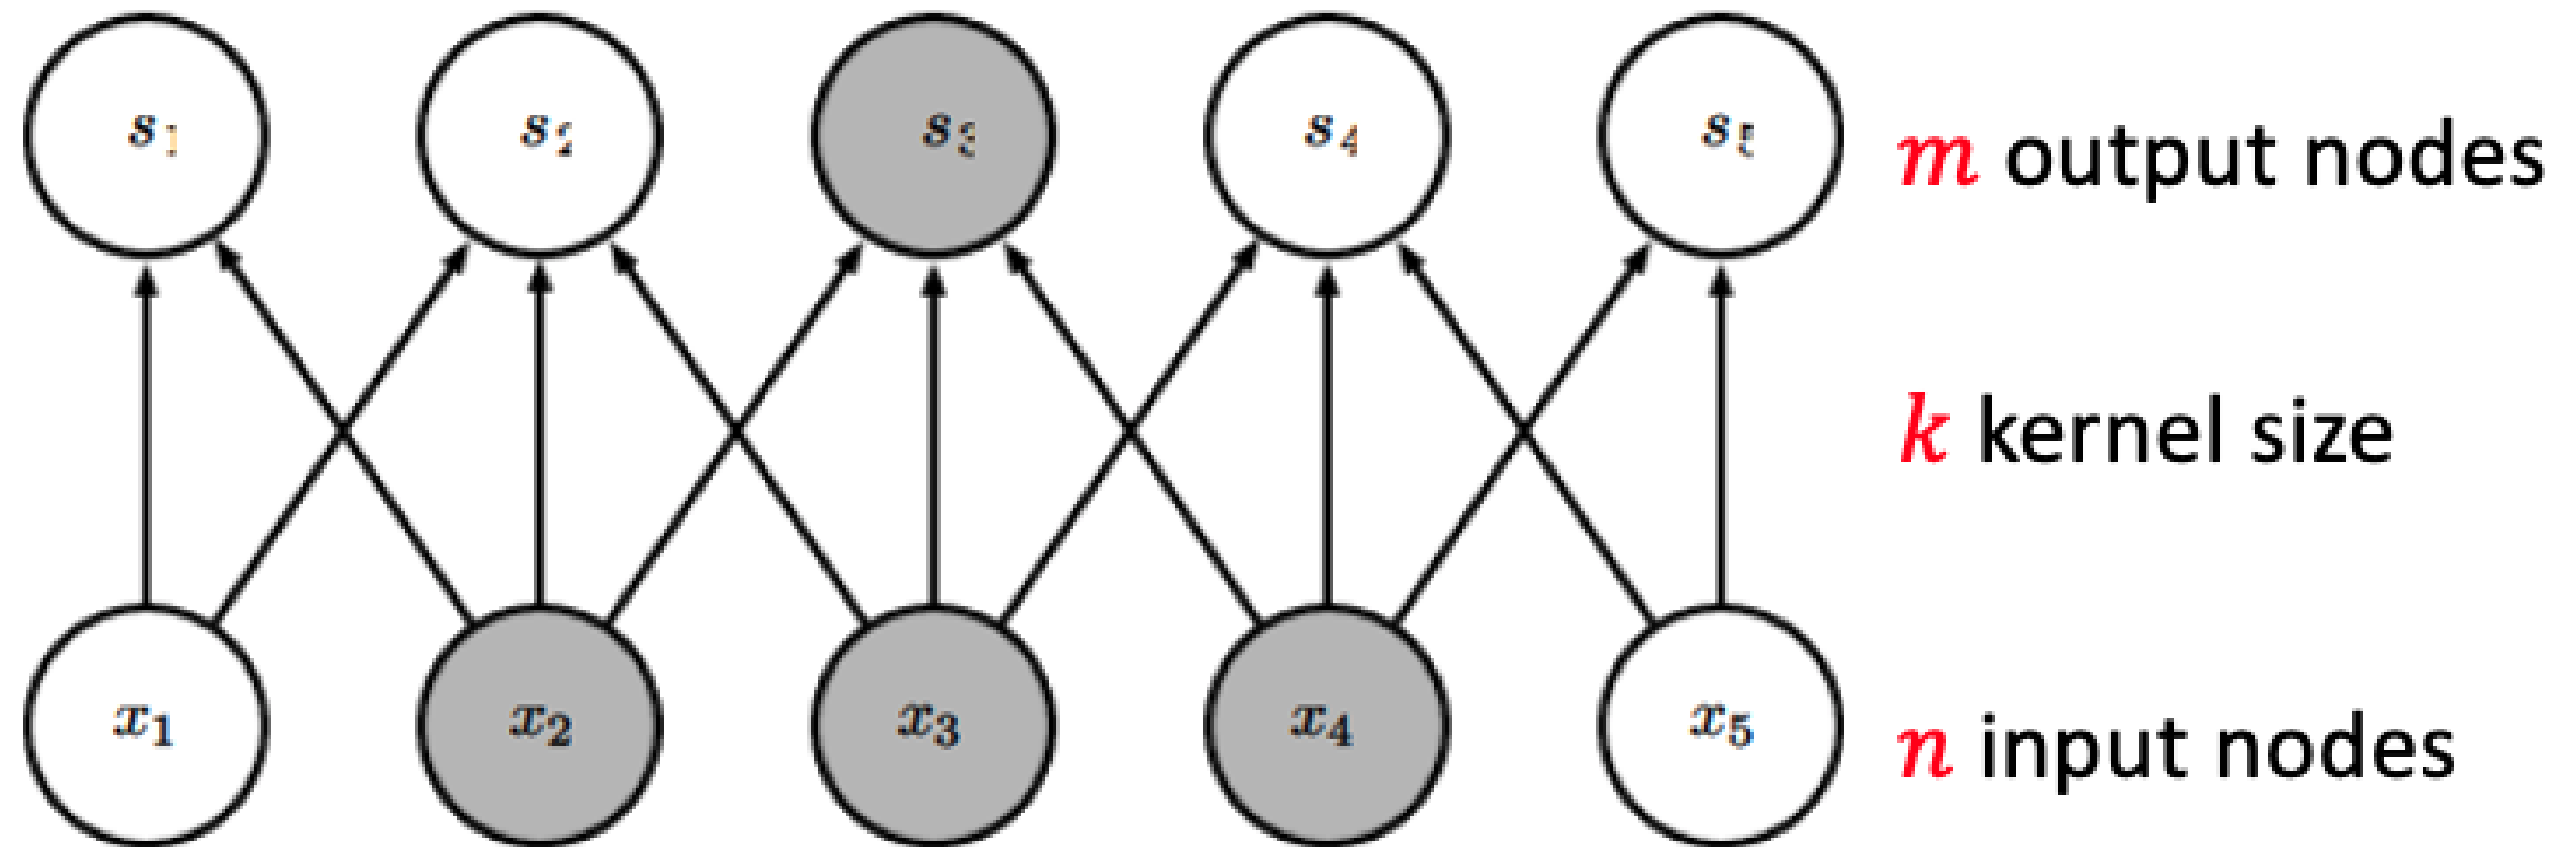 s1 s2 s3 s4 s5 m output nodes
k kernel size
x1 x2 x3 x4 x5 n input nodes